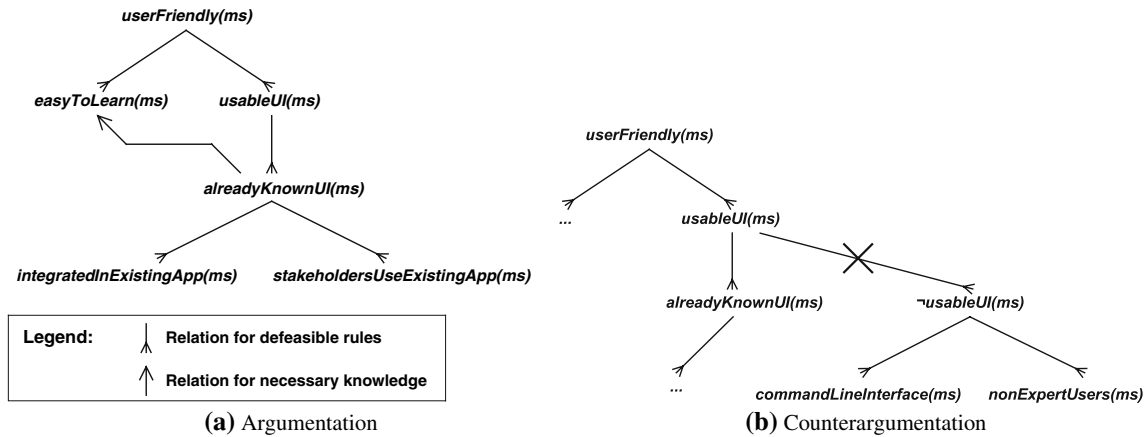 userFriendly(ms)
easyToLearn(ms)
usableUI(ms)
alreadyKnownUI(ms)
integratedInExistingApp(ms)
stakeholdersUseExistingApp(ms)
Legend:
Relation for defeasible rules
Relation for necessary knowledge
(a) Argumentation
userFriendly(ms)
...
usableUI(ms)
alreadyKnownUI(ms)
¬usableUI(ms)
...
commandLineInterface(ms)
nonExpertUsers(ms)
(b) Counterargumentation